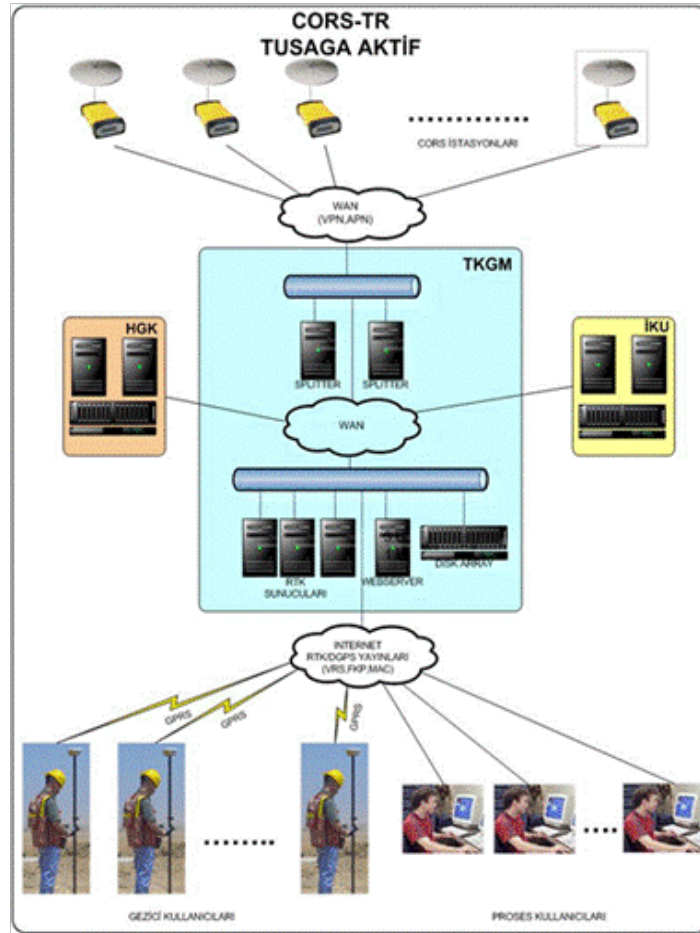 CORS-TR
TUSAGA AKTİF
CORS İSTASYONLARI
WAN
(VPN,APN)
TKGM
HGK
İKU
SPLITTER
SPLITTER
WAN
RTK
SUNUCULARI
WEBSERVER
DISK ARRAY
INTERNET
RTK/DGPS YAYINLARI
(VRS,FKP,MAC)
GPRS
GPRS
GPRS
GEZİCİ KULLANICILARI
PROSES KULLANICILARI